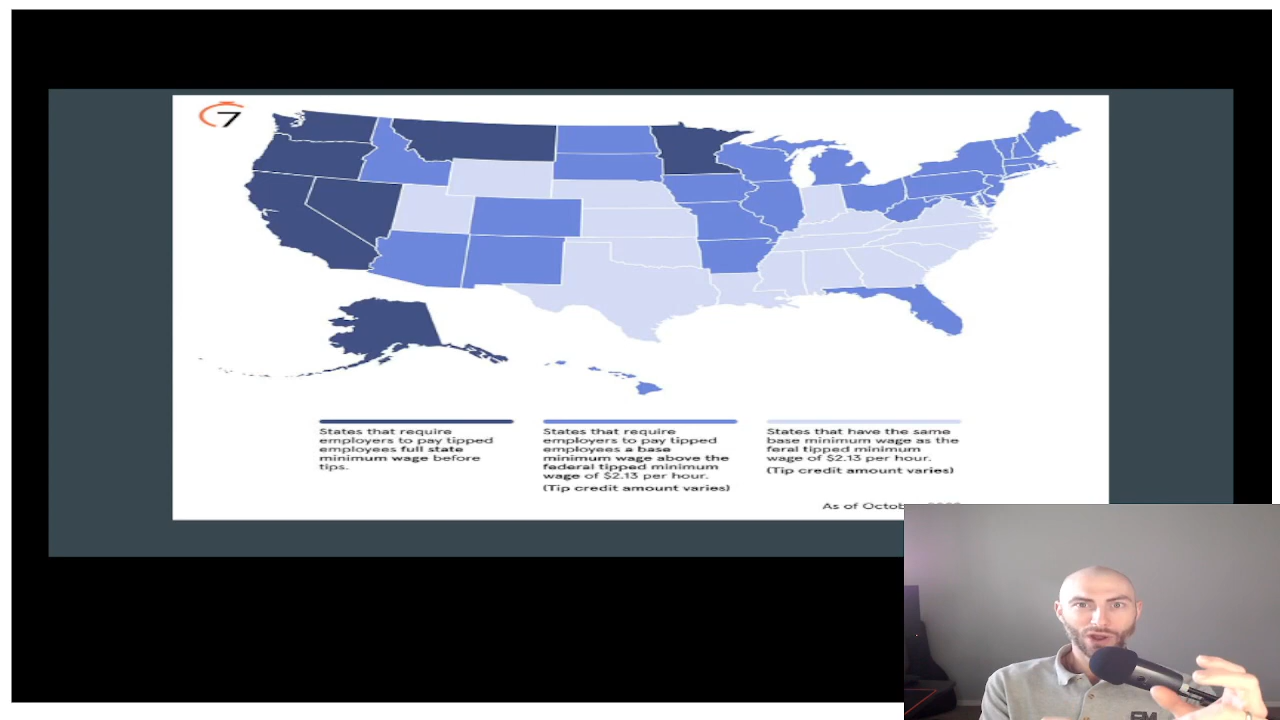 7
States that require
employers to pay tipped
employees full state
minimum wage before
tips.
States that require
employers to pay tipped
employees a base
minimum wage above the
federal tipped minimum
wage of $2.13 per hour.
(Tip credit amount varies)
States that have the same
base minimum wage as the
feral tipped minimum
wage of $2.13 per hour.
(Tip credit amount varies)
As of